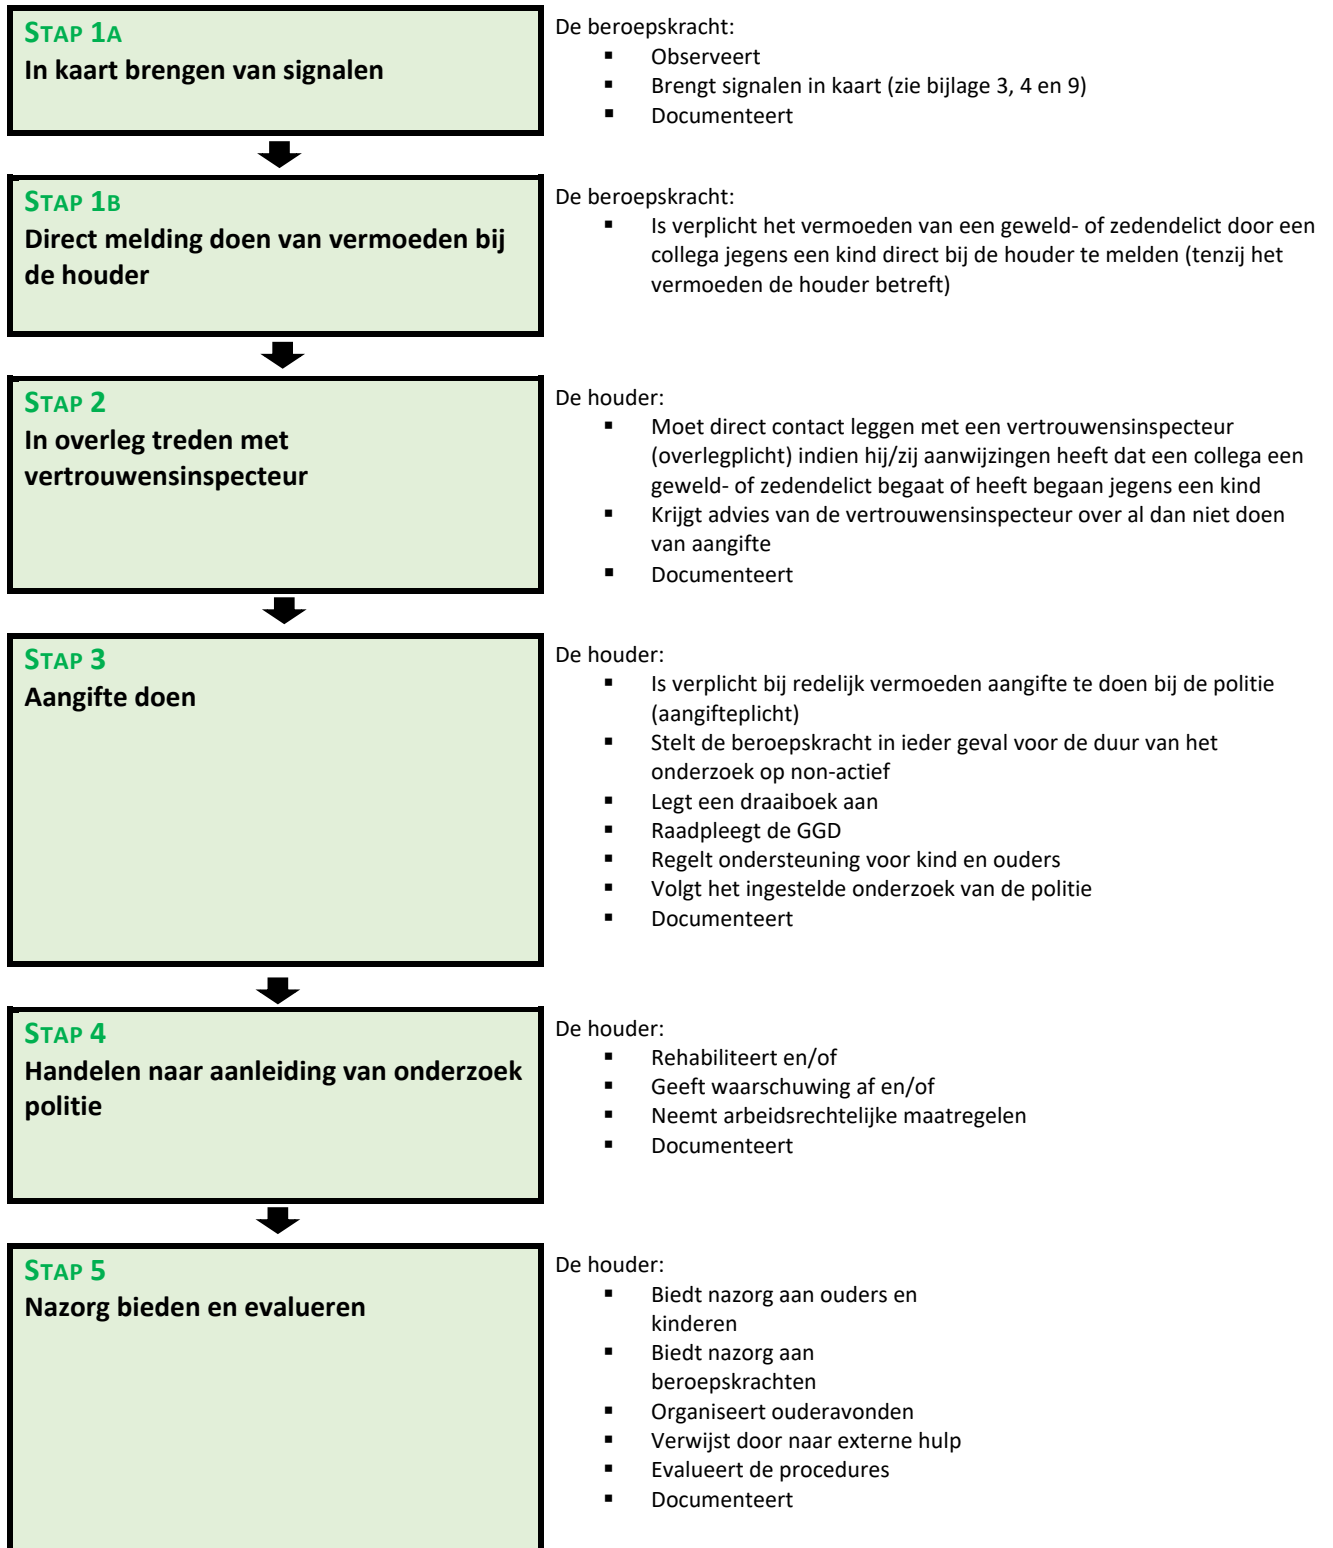 STAP 1A
In kaart brengen van signalen
De beroepskracht:
▪ Observeert
▪ Brengt signalen in kaart (zie bijlage 3, 4 en 9)
▪ Documenteert
STAP 1B
Direct melding doen van vermoeden bij
de houder
De beroepskracht:
▪ Is verplicht het vermoeden van een geweld- of zedendelict door een
collega jegens een kind direct bij de houder te melden (tenzij het
vermoeden de houder betreft)
STAP 2
In overleg treden met
vertrouwensinspecteur
De houder:
▪ Moet direct contact leggen met een vertrouwensinspecteur
(overlegplicht) indien hij/zij aanwijzingen heeft dat een collega een
geweld- of zedendelict begaat of heeft begaan jegens een kind
▪ Krijgt advies van de vertrouwensinspecteur over al dan niet doen
van aangifte
▪ Documenteert
STAP 3
Aangifte doen
De houder:
▪ Is verplicht bij redelijk vermoeden aangifte te doen bij de politie
(aangifteplicht)
▪ Stelt de beroepskracht in ieder geval voor de duur van het
onderzoek op non-actief
▪ Legt een draaiboek aan
▪ Raadpleegt de GGD
▪ Regelt ondersteuning voor kind en ouders
▪ Volgt het ingestelde onderzoek van de politie
▪ Documenteert
STAP 4
Handelen naar aanleiding van onderzoek
politie
De houder:
▪ Rehabiliteert en/of
▪ Geeft waarschuwing af en/of
▪ Neemt arbeidsrechtelijke maatregelen
▪ Documenteert
STAP 5
Nazorg bieden en evalueren
De houder:
▪ Biedt nazorg aan ouders en
kinderen
▪ Biedt nazorg aan
beroepskrachten
▪ Organiseert ouderavonden
▪ Verwijst door naar externe hulp
▪ Evalueert de procedures
▪ Documenteert